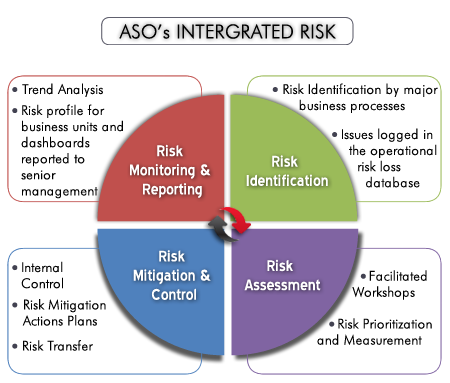 ASO's INTERGRATED RISK
• Trend Analysis
• Risk profile for
business units and
dashboards
reported to
senior
management
Risk
Monitoring &
Reporting
• Risk Identification by major
business processes
• Issues logged in
the operational
risk loss
database
Risk
Identification
• Internal
Control
• Risk Mitigation
Actions Plans
• Risk Transfer
Risk
Mitigation &
Control
Risk
Assessment
• Facilitated
Workshops
• Risk Prioritization
and Measurement